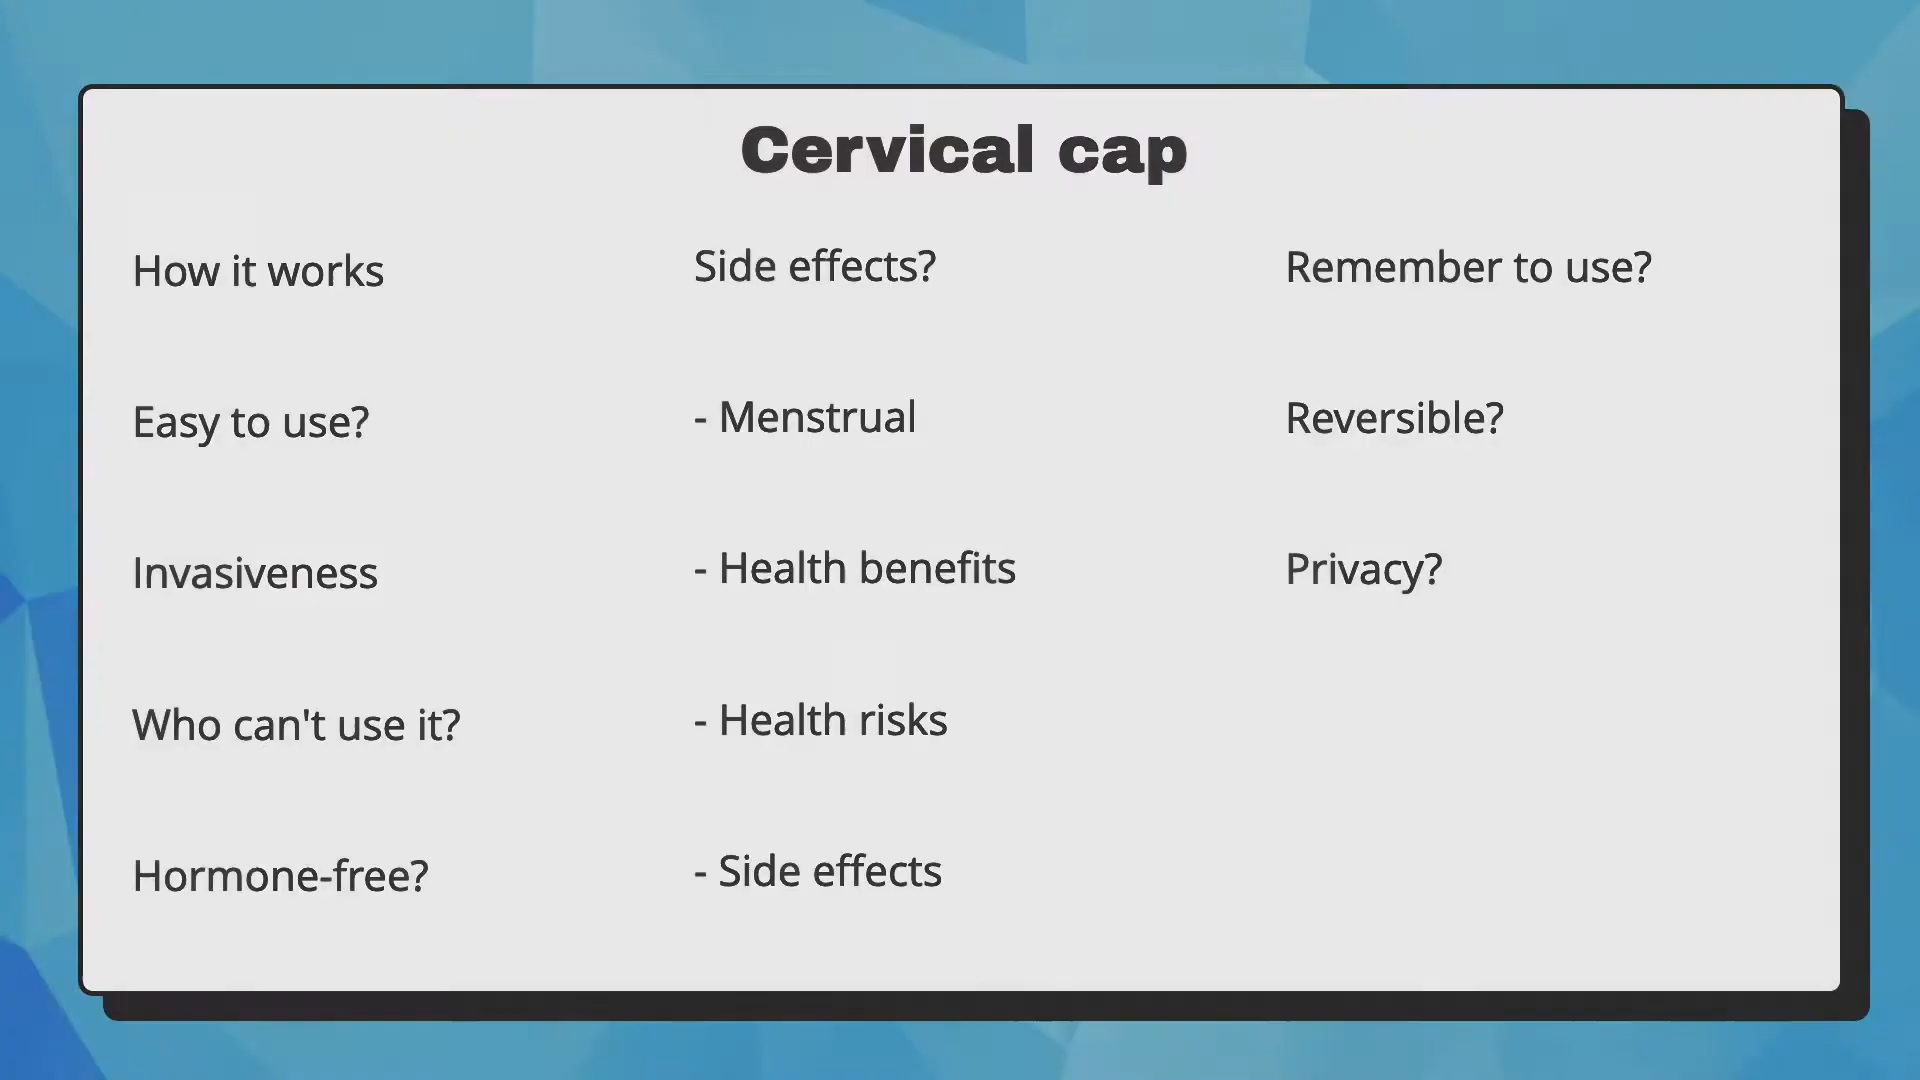 Cervical cap
How it works
Easy to use?
Invasiveness
Who can't use it?
Hormone-free?
Side effects?
- Menstrual
- Health benefits
- Health risks
- Side effects
Remember to use?
Reversible?
Privacy?